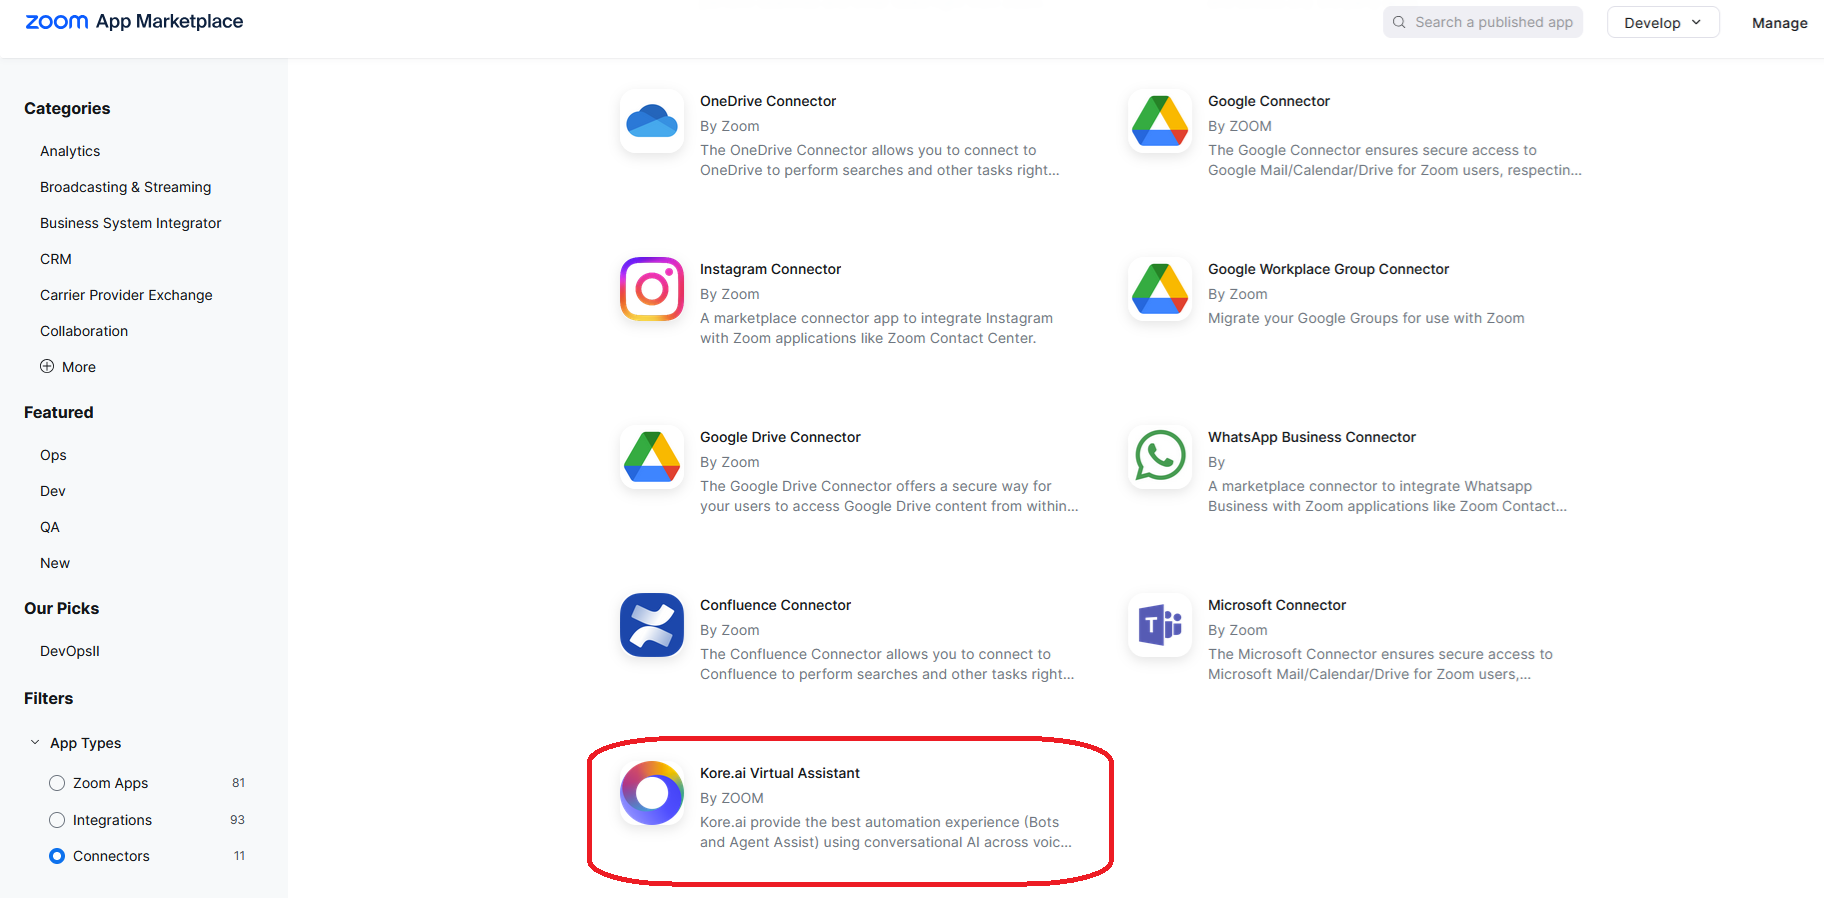 zoom App Marketplace
Search a published app
Develop
Manage
Categories
Analytics
Broadcasting & Streaming
Business System Integrator
CRM
Carrier Provider Exchange
Collaboration
More
Featured
Ops
Dev
QA
New
Our Picks
DevOpsII
Filters
App Types
Zoom Apps 81
Integrations 93
Connectors 11
OneDrive Connector
By Zoom
The OneDrive Connector allows you to connect to
OneDrive to perform searches and other tasks right...
Google Connector
By ZOOM
The Google Connector ensures secure access to
Google Mail/Calendar/Drive for Zoom users, respectin...
Instagram Connector
By Zoom
A marketplace connector app to integrate Instagram
with Zoom applications like Zoom Contact Center.
Google Workplace Group Connector
By Zoom
Migrate your Google Groups for use with Zoom
Google Drive Connector
By Zoom
The Google Drive Connector offers a secure way for
your users to access Google Drive content from within...
WhatsApp Business Connector
By
A marketplace connector to integrate Whatsapp
Business with Zoom applications like Zoom Contact...
Confluence Connector
By Zoom
The Confluence Connector allows you to connect to
Confluence to perform searches and other tasks right...
T
Microsoft Connector
By Zoom
The Microsoft Connector ensures secure access to
Microsoft Mail/Calendar/Drive for Zoom users,...
Kore.ai Virtual Assistant
By ZOOM
Kore.ai provide the best automation experience (Bots
and Agent Assist) using conversational AI across voic...